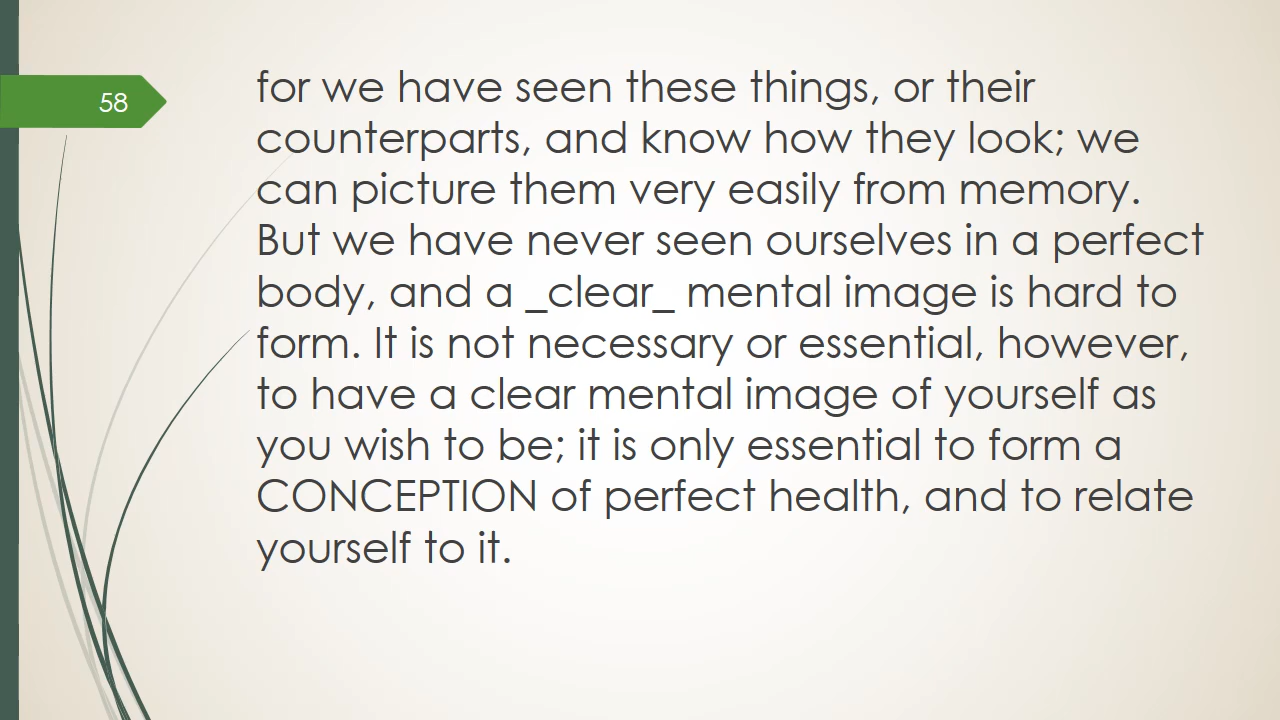 58
for we have seen these things, or their
counterparts, and know how they look; we
can picture them very easily from memory.
But we have never seen ourselves in a perfect
body, and a _clear_ mental image is hard to
form. It is not necessary or essential, however,
to have a clear mental image of yourself as
you wish to be; it is only essential to form a
CONCEPTION of perfect health, and to relate
yourself to it.